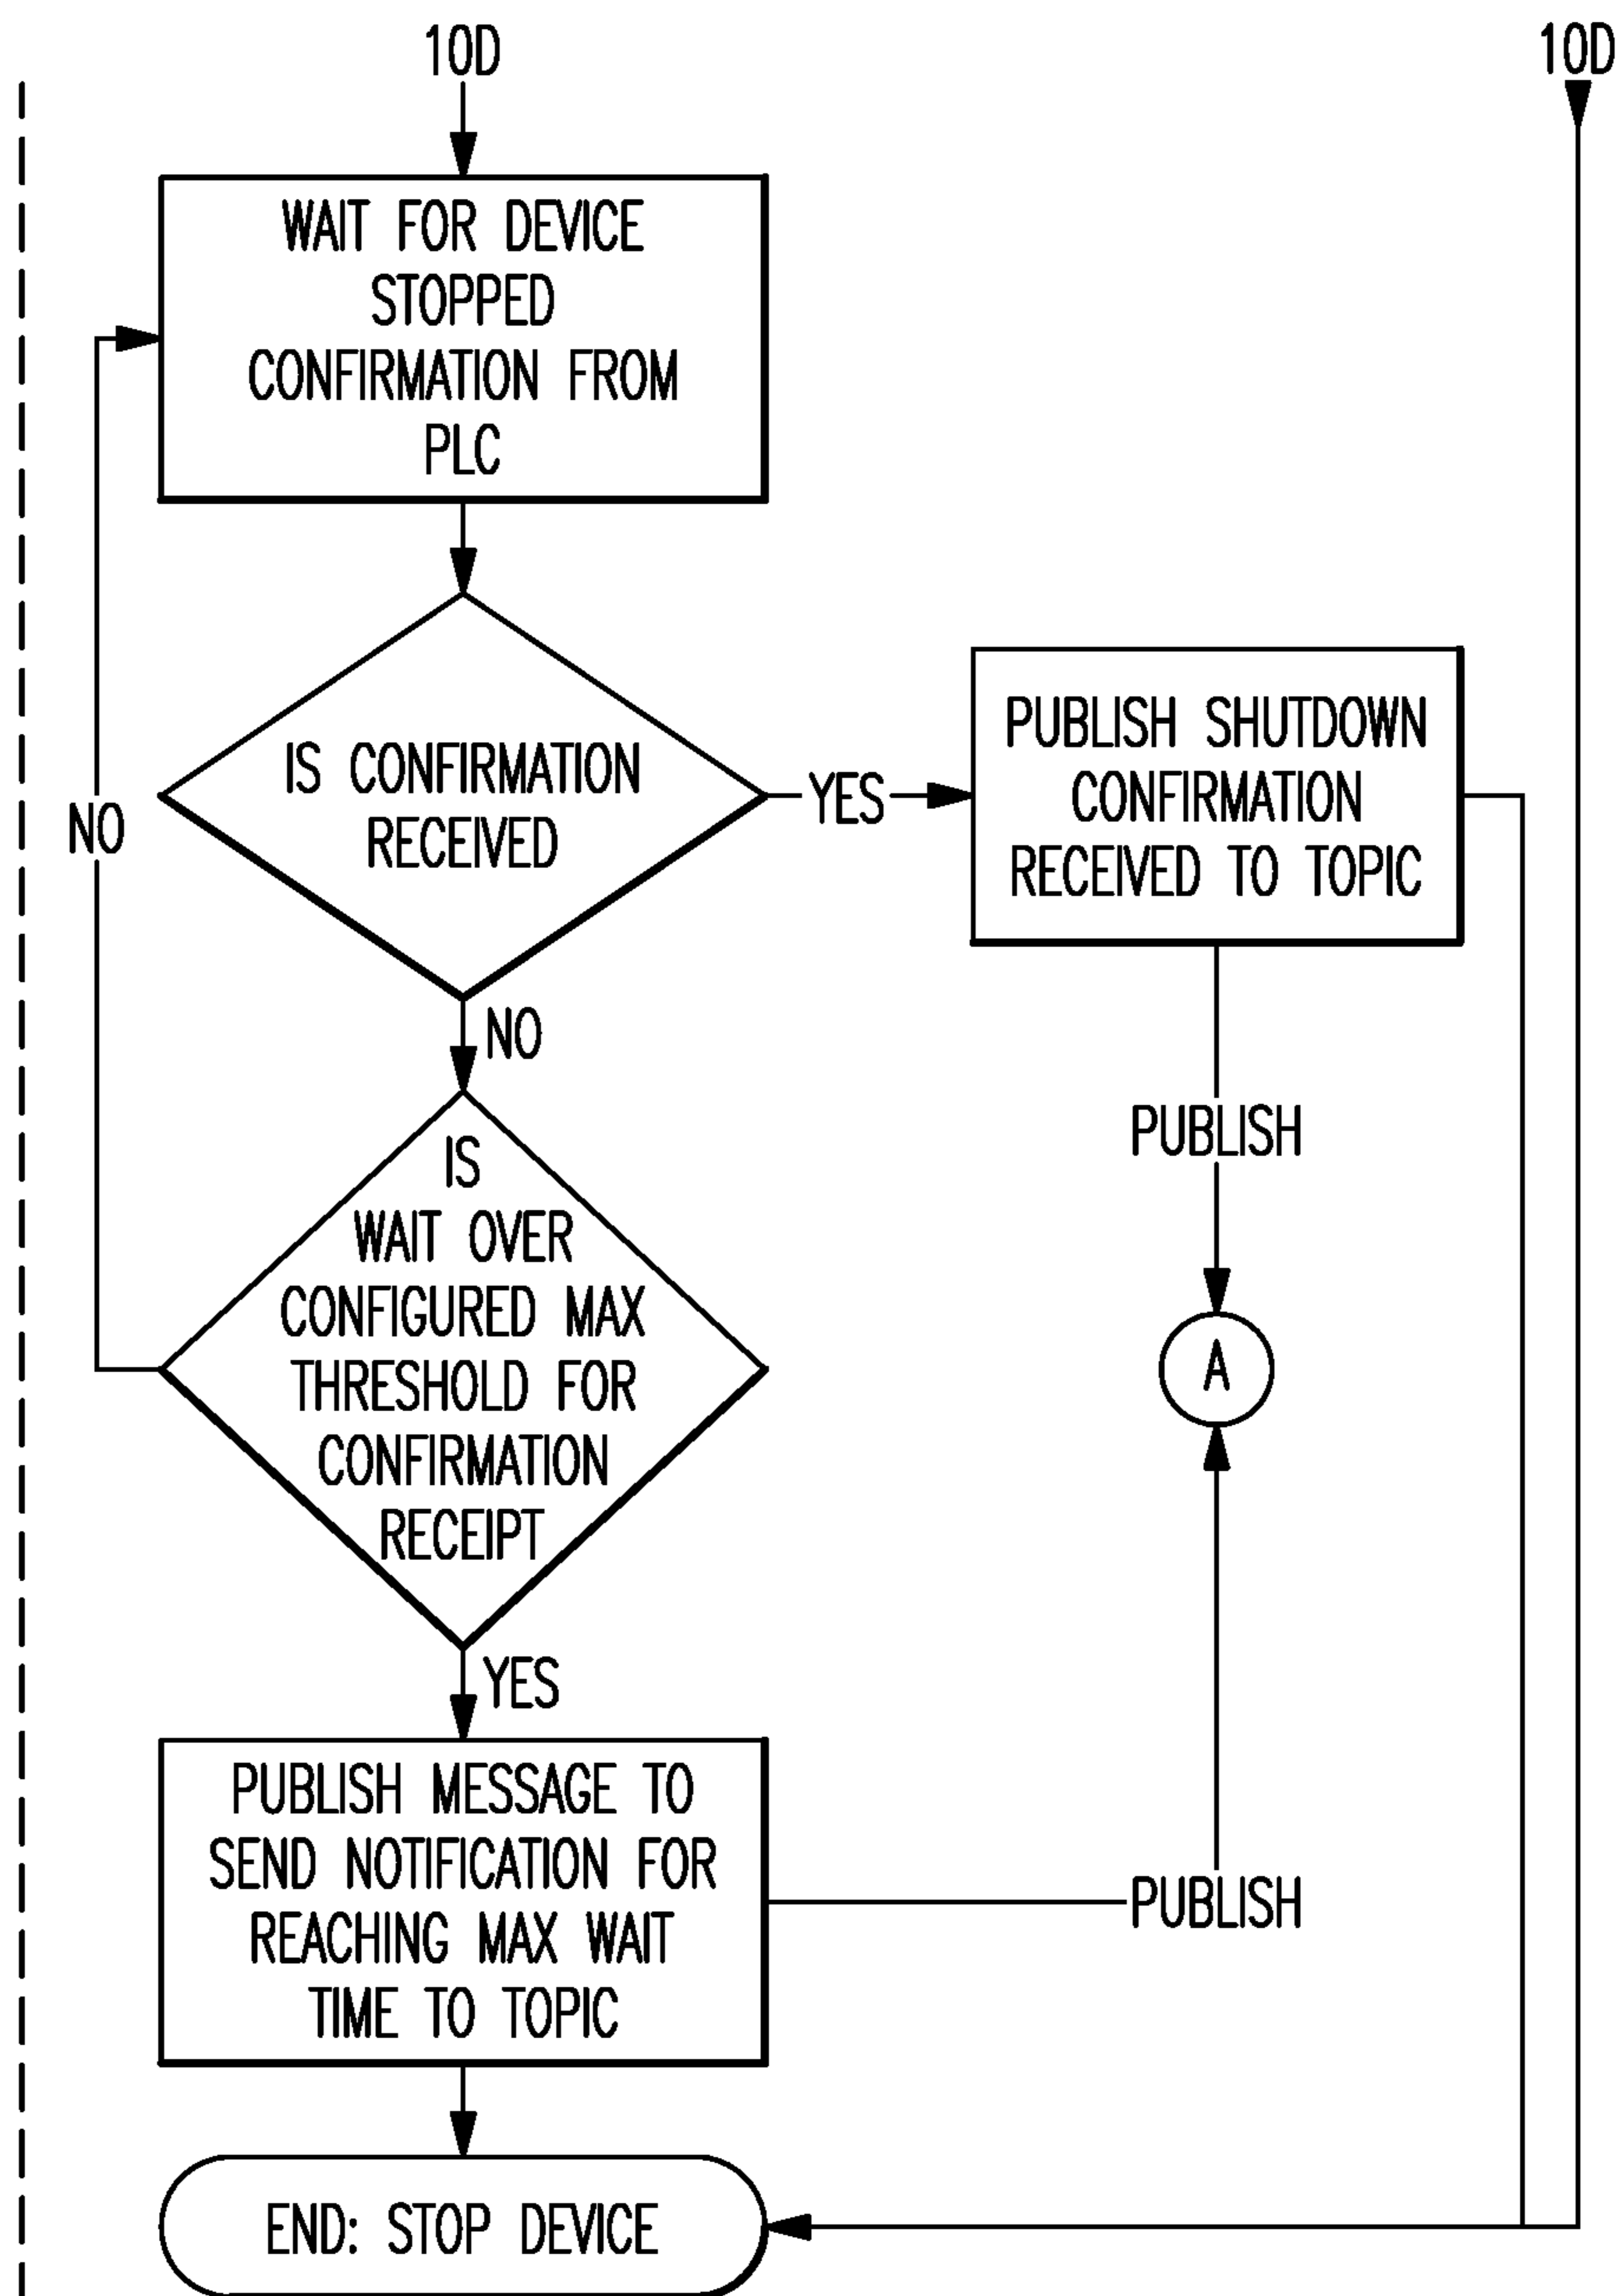 10D
10D
WAIT FOR DEVICE
STOPPED
CONFIRMATION FROM
PLC
IS CONFIRMATION
RECEIVED
YES
PUBLISH SHUTDOWN
CONFIRMATION
RECEIVED TO TOPIC
NO
NO
PUBLISH
IS
WAIT OVER
CONFIGURED MAX
THRESHOLD FOR
CONFIRMATION
RECEIPT
A
YES
PUBLISH MESSAGE TO
SEND NOTIFICATION FOR
REACHING MAX WAIT
TIME TO TOPIC
PUBLISH
END: STOP DEVICE